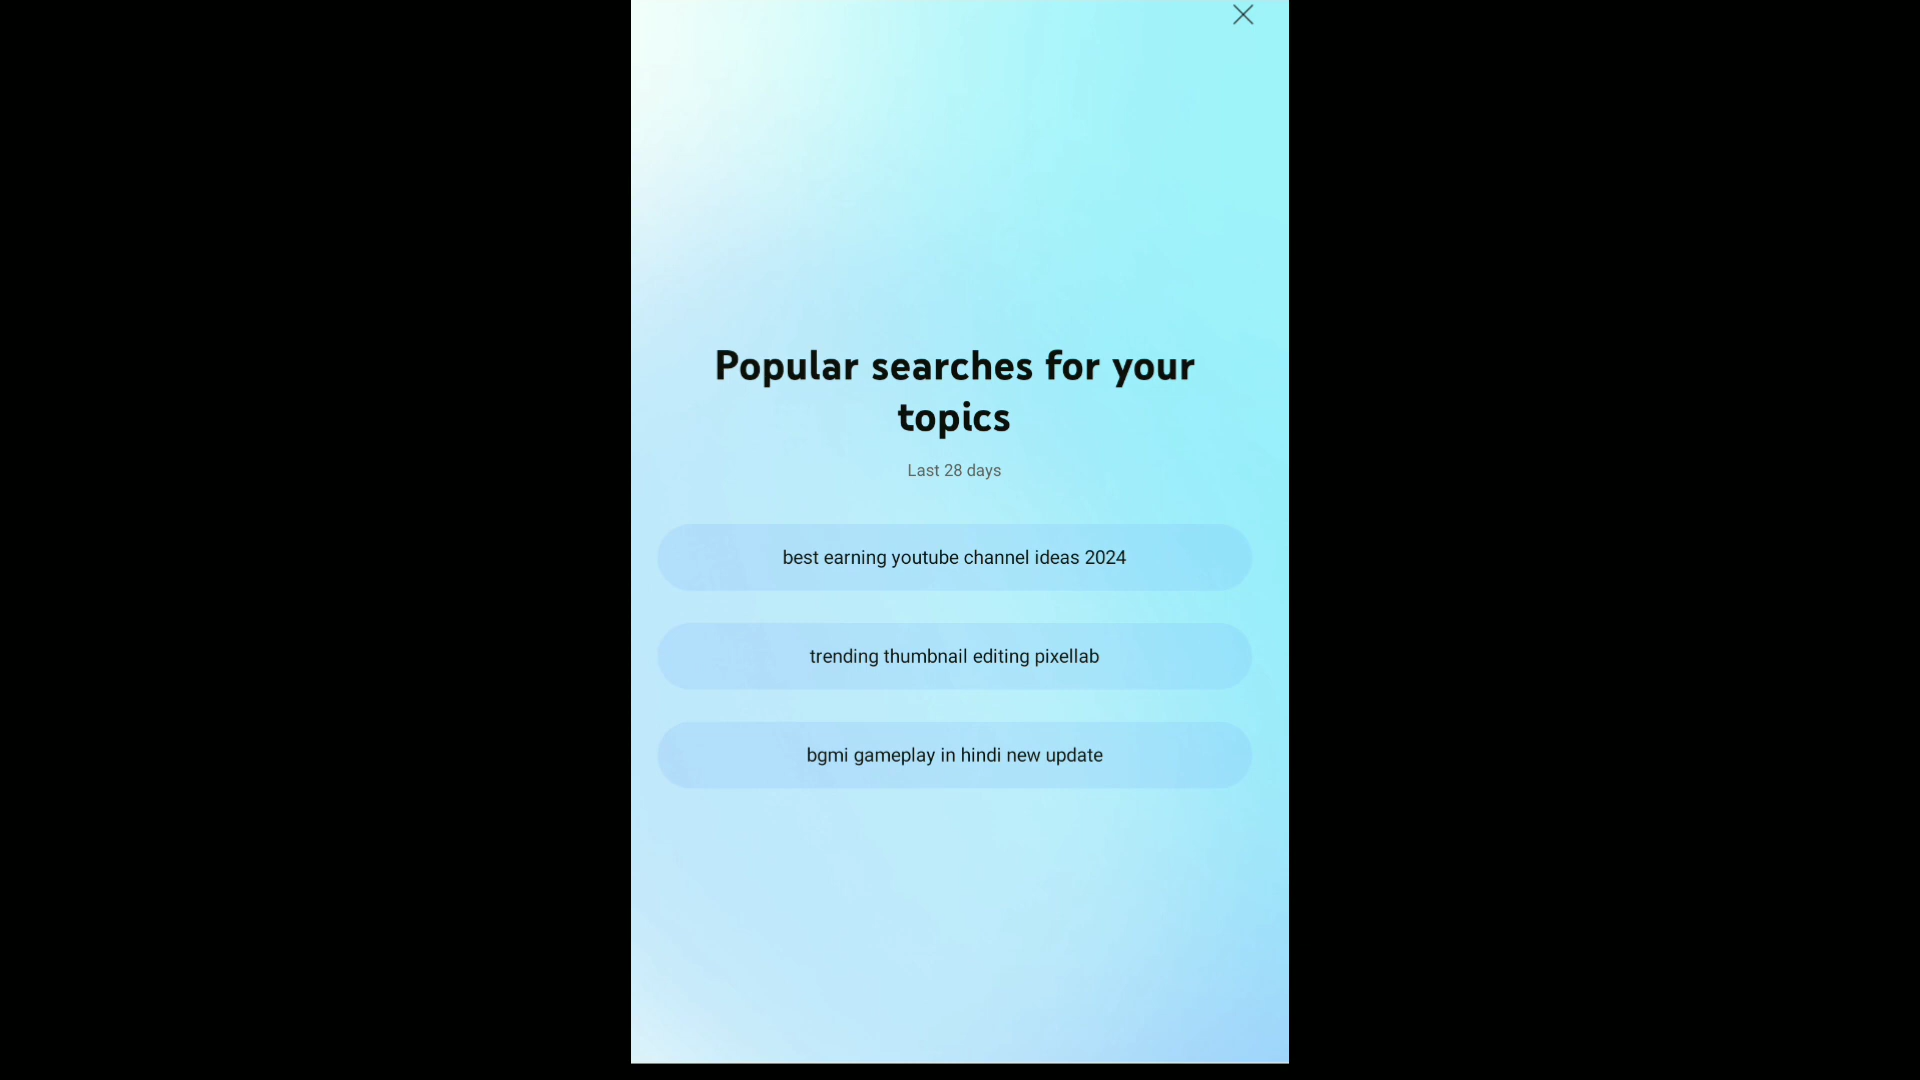 Popular searches for your
topics
Last 28 days
best earning youtube channel ideas 2024
trending thumbnail editing pixellab
bgmi gameplay in hindi new update